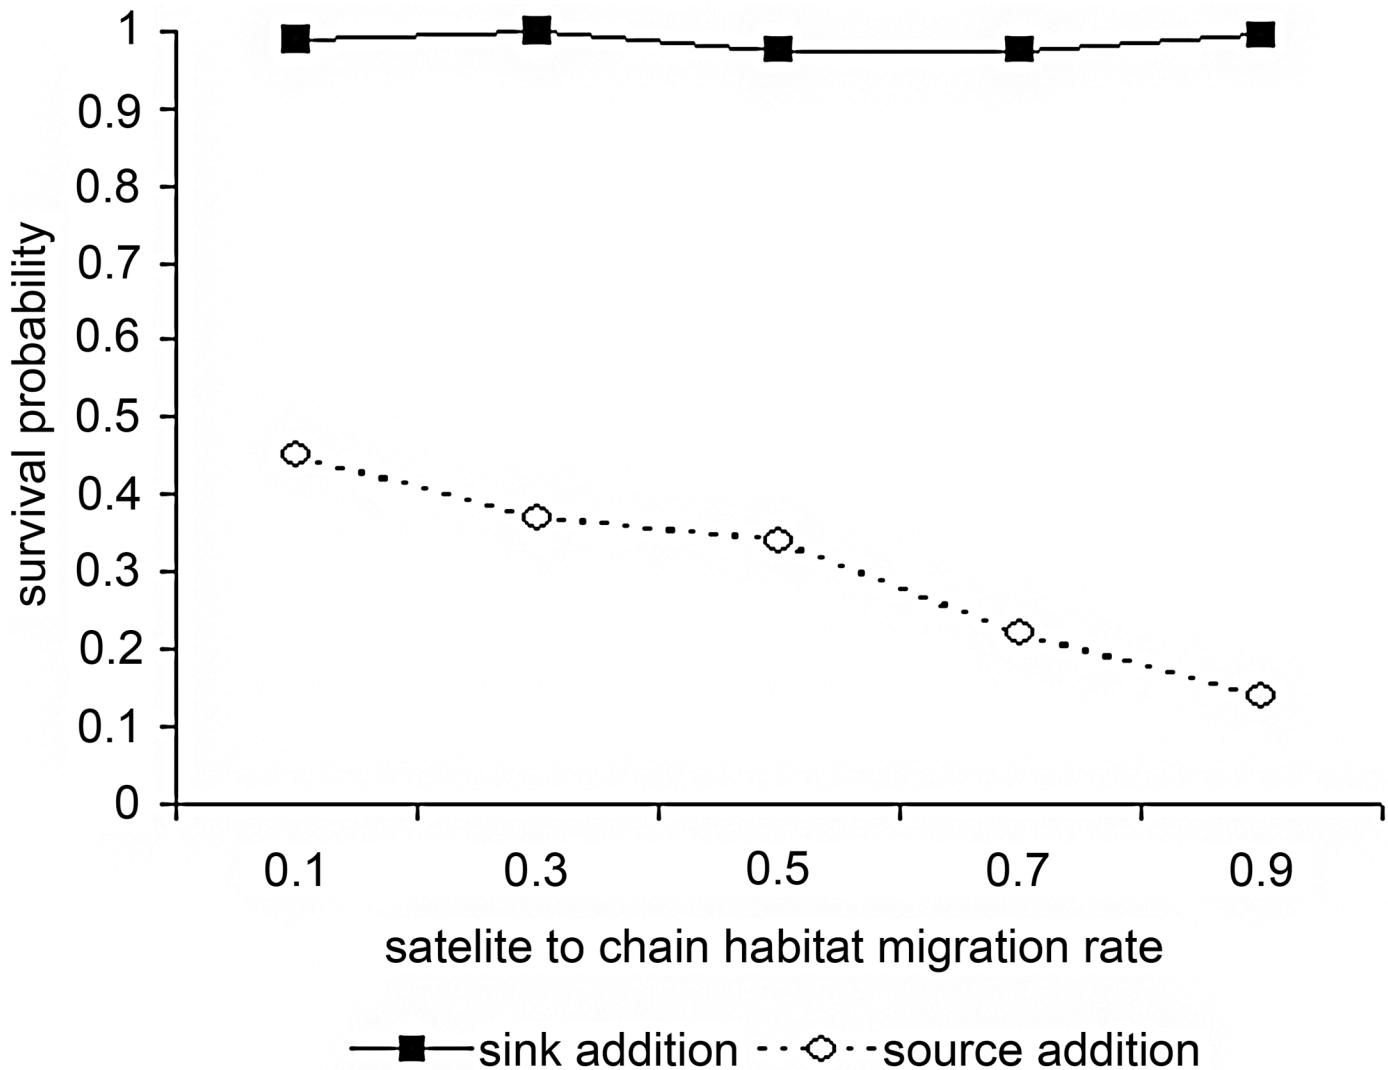 survival probability
1
0.9
0.8
0.7
0.6
0.5
0.4
0.3
0.2
0.1
0
0.1 0.3 0.5 0.7 0.9
satelite to chain habitat migration rate
sink addition source addition